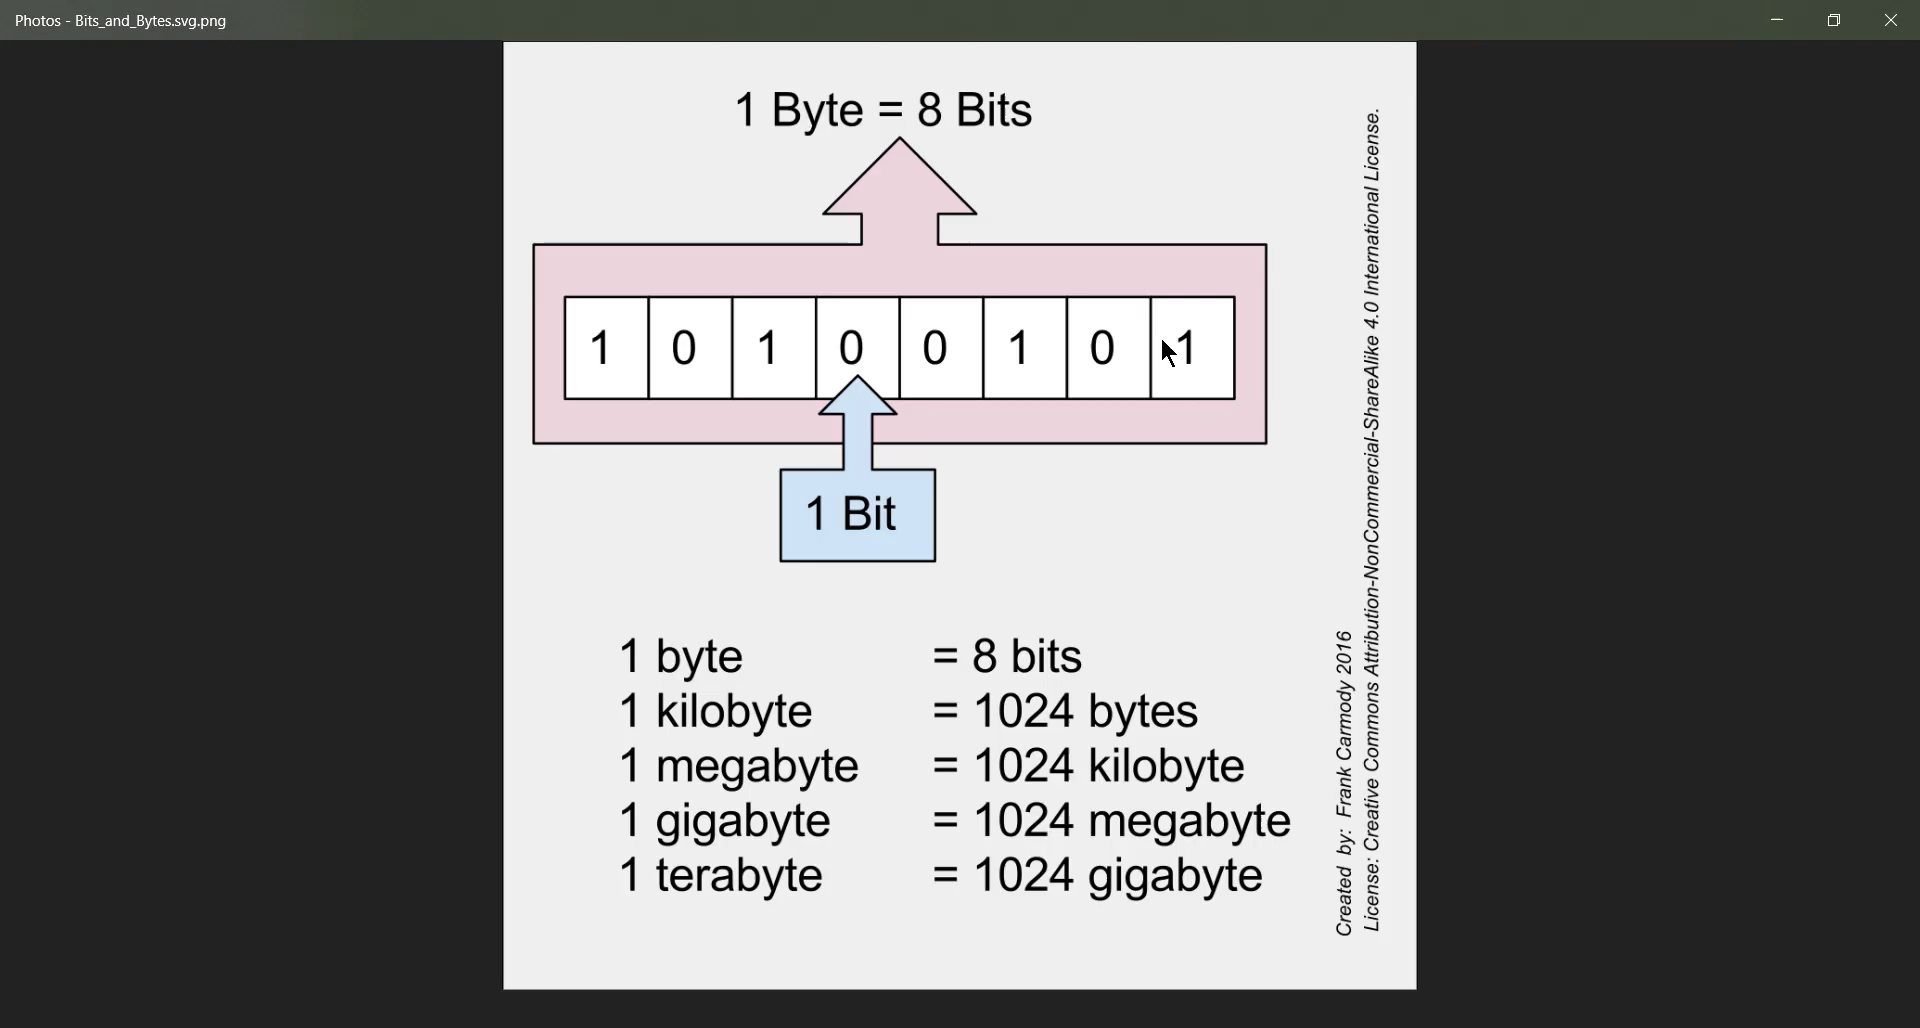 Photos - Bits_and_Bytes.svg.png
1 Byte = 8 Bits
1 0 1 0 0 1 0 1
1 Bit
1 byte = 8 bits
1 kilobyte = 1024 bytes
1 megabyte = 1024 kilobyte
1 gigabyte = 1024 megabyte
1 terabyte = 1024 gigabyte
Created by: Frank Carmody 2016
License: Creative Commons Attribution-NonCommercial-ShareAlike 4.0 International License.